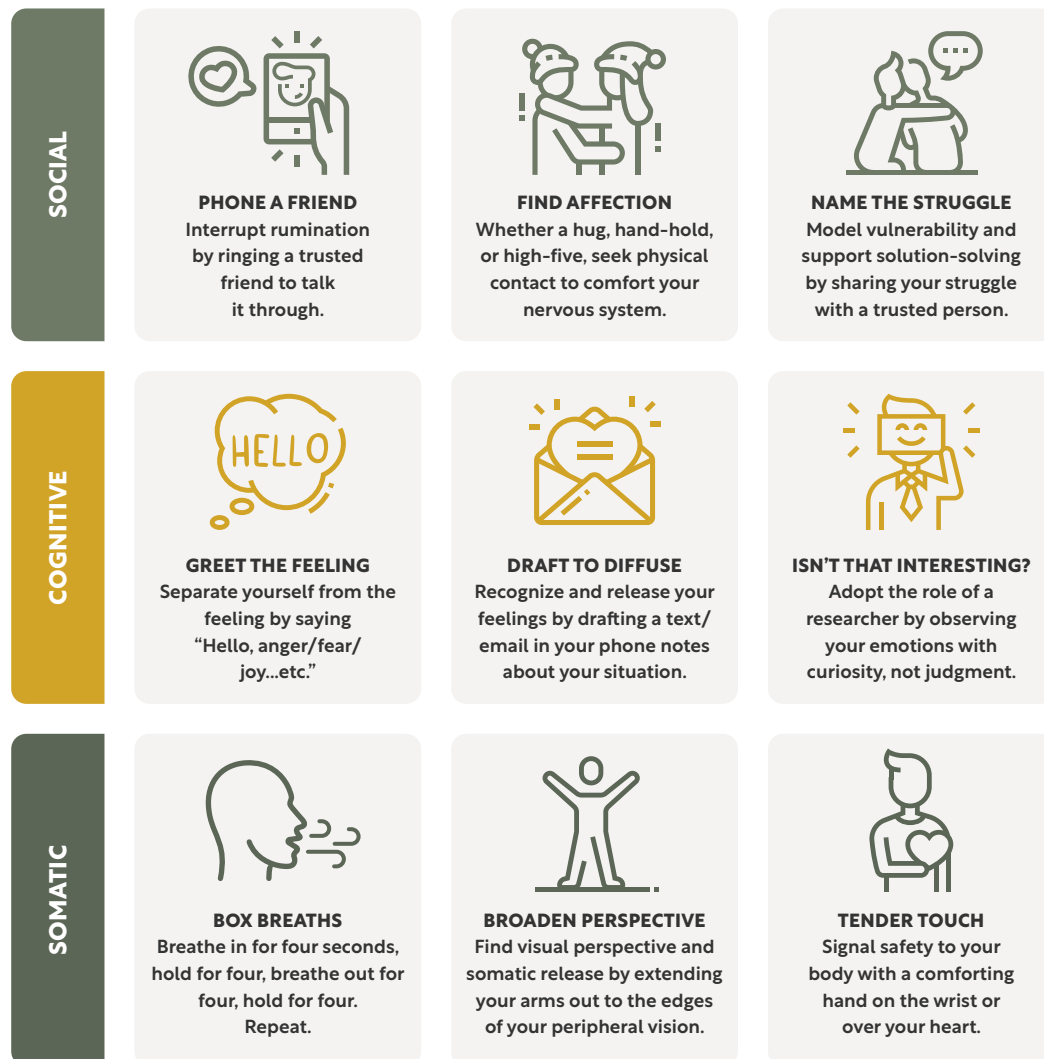 SOCIAL
PHONE A FRIEND
Interrupt rumination
by ringing a trusted
friend to talk
it through.
FIND AFFECTION
Whether a hug, hand-hold,
or high-five, seek physical
contact to comfort your
nervous system.
NAME THE STRUGGLE
Model vulnerability and
support solution-solving
by sharing your struggle
with a trusted person.
COGNITIVE
HELLO
GREET THE FEELING
Separate yourself from the
feeling by saying
“Hello, anger/fear/
joy...etc.”
DRAFT TO DIFFUSE
Recognize and release your
feelings by drafting a text/
email in your phone notes
about your situation.
ISN’T THAT INTERESTING?
Adopt the role of a
researcher by observing
your emotions with
curiosity, not judgment.
SOMATIC
BOX BREATHS
Breathe in for four seconds,
hold for four, breathe out for
four, hold for four.
Repeat.
BROADEN PERSPECTIVE
Find visual perspective and
somatic release by extending
your arms out to the edges
of your peripheral vision.
TENDER TOUCH
Signal safety to your
body with a comforting
hand on the wrist or
over your heart.